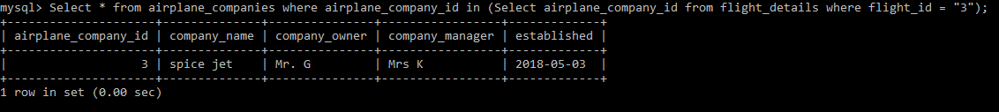 mysql> Select * from airplane_companies where airplane_company_id in (Select airplane_company_id from flight_details where flight_id = "3");
+---------------------+--------------+---------------+-----------------+-------------+
| airplane_company_id | company_name | company_owner | company_manager | established |
+---------------------+--------------+---------------+-----------------+-------------+
|                   3 | spice jet    | Mr. G         | Mrs K           | 2018-05-03  |
+---------------------+--------------+---------------+-----------------+-------------+
1 row in set (0.00 sec)